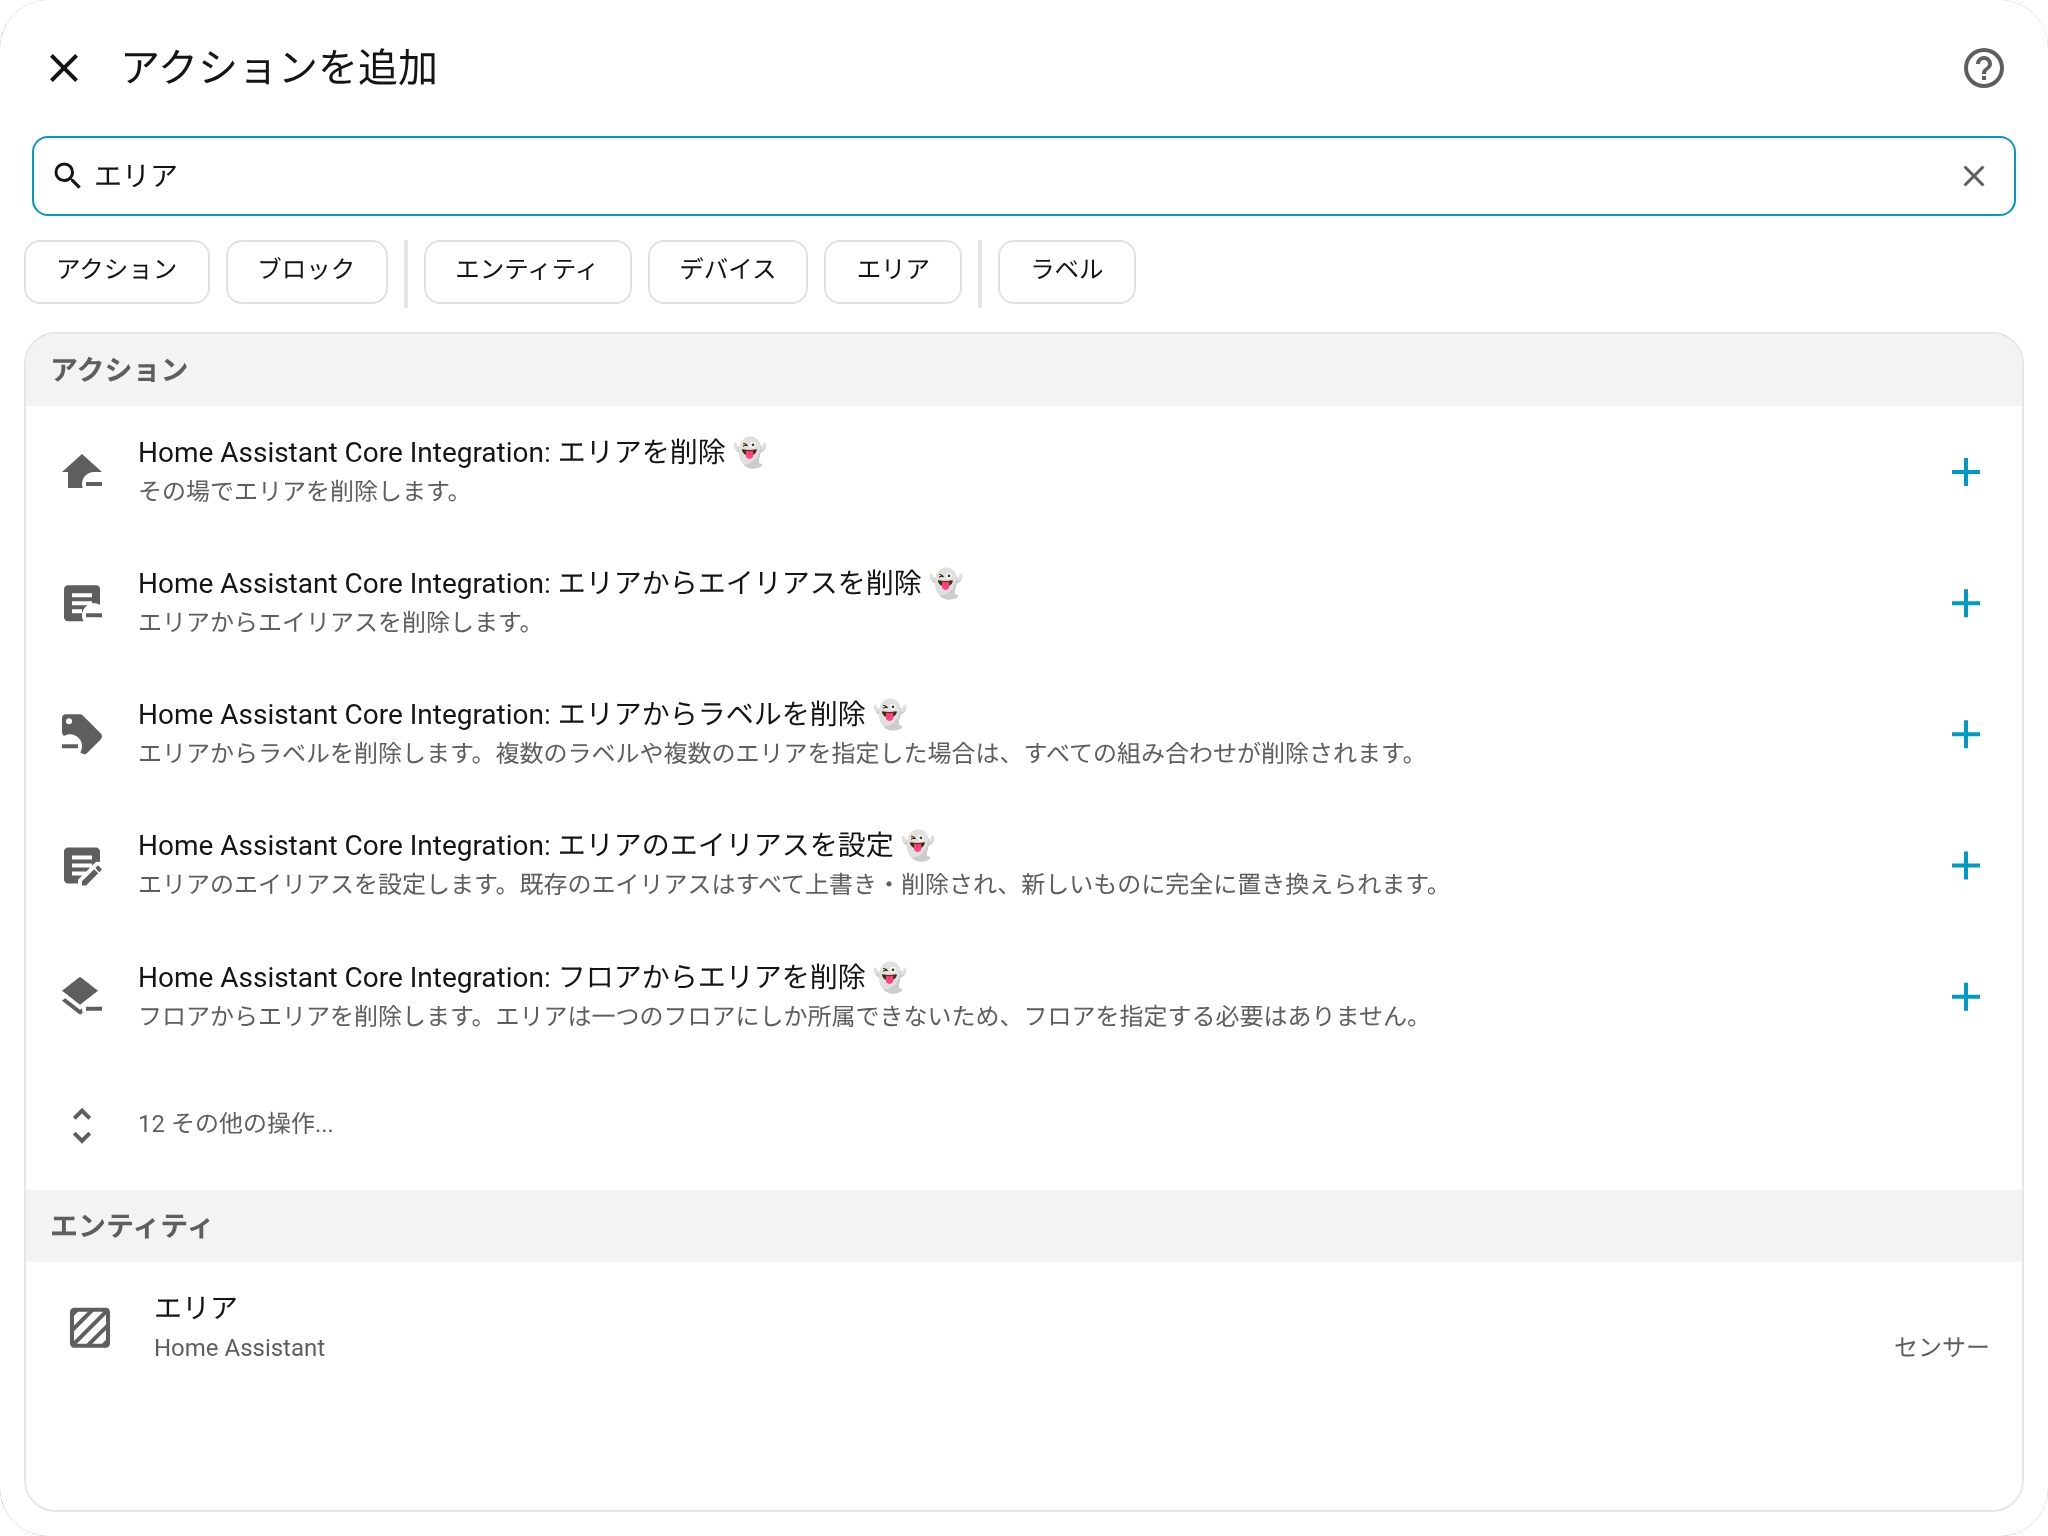 アクションを追加
エリア
アクション ブロック エンティティ デバイス エリア ラベル
アクション
Home Assistant Core Integration: エリアを削除 👻
その場でエリアを削除します。
Home Assistant Core Integration: エリアからエイリアスを削除 👻
エリアからエイリアスを削除します。
Home Assistant Core Integration: エリアからラベルを削除 👻
エリアからラベルを削除します。複数のラベルや複数のエリアを指定した場合は、すべての組み合わせが削除されます。
Home Assistant Core Integration: エリアのエイリアスを設定 👻
エリアのエイリアスを設定します。既存のエイリアスはすべて上書き・削除され、新しいものに完全に置き換えられます。
Home Assistant Core Integration: フロアからエリアを削除 👻
フロアからエリアを削除します。エリアは一つのフロアにしか所属できないため、フロアを指定する必要はありません。
12 その他の操作...
エンティティ
エリア
Home Assistant センサー